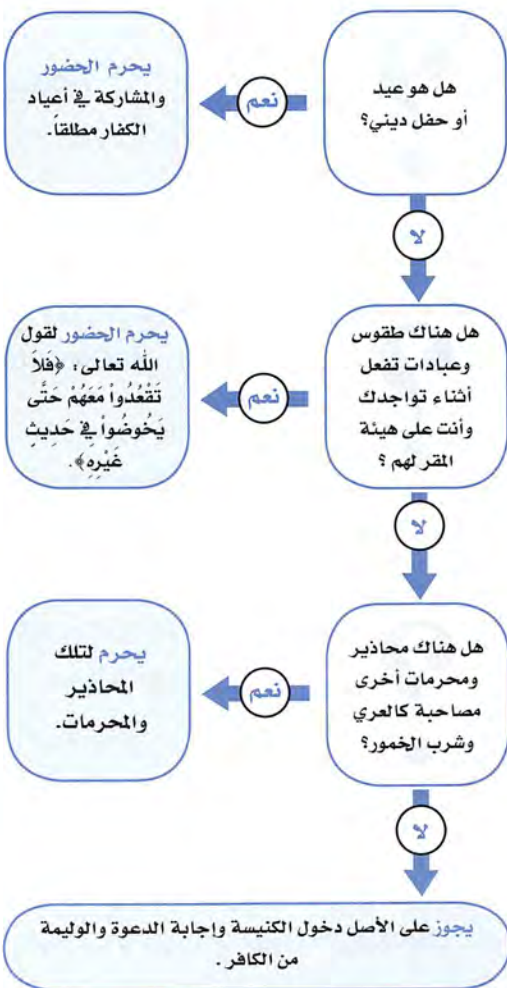 هل هو عيد
أو حفل ديني؟
نعم
يحرم الحضور
والمشاركة في أعياد
الكفار مطلقاً.
لا
هل هناك طقوس
وعبادات تفعل
أثناء تواجدك
وأنت على هيئة
المقر لهم ؟
نعم
يحرم الحضور لقول
الله تعالى: ﴿فَلاَ
تَقْعُدُواْ مَعَهُمْ حَتَّى
يَخُوضُواْ فِي حَدِيثٍ
غَيْرِهِ﴾.
لا
هل هناك محاذير
ومحرمات أخرى
مصاحبة كالعري
وشرب الخمور؟
نعم
يحرم لتلك
المحاذير
والمحرمات.
لا
يجوز على الأصل دخول الكنيسة وإجابة الدعوة والوليمة
من الكافر .